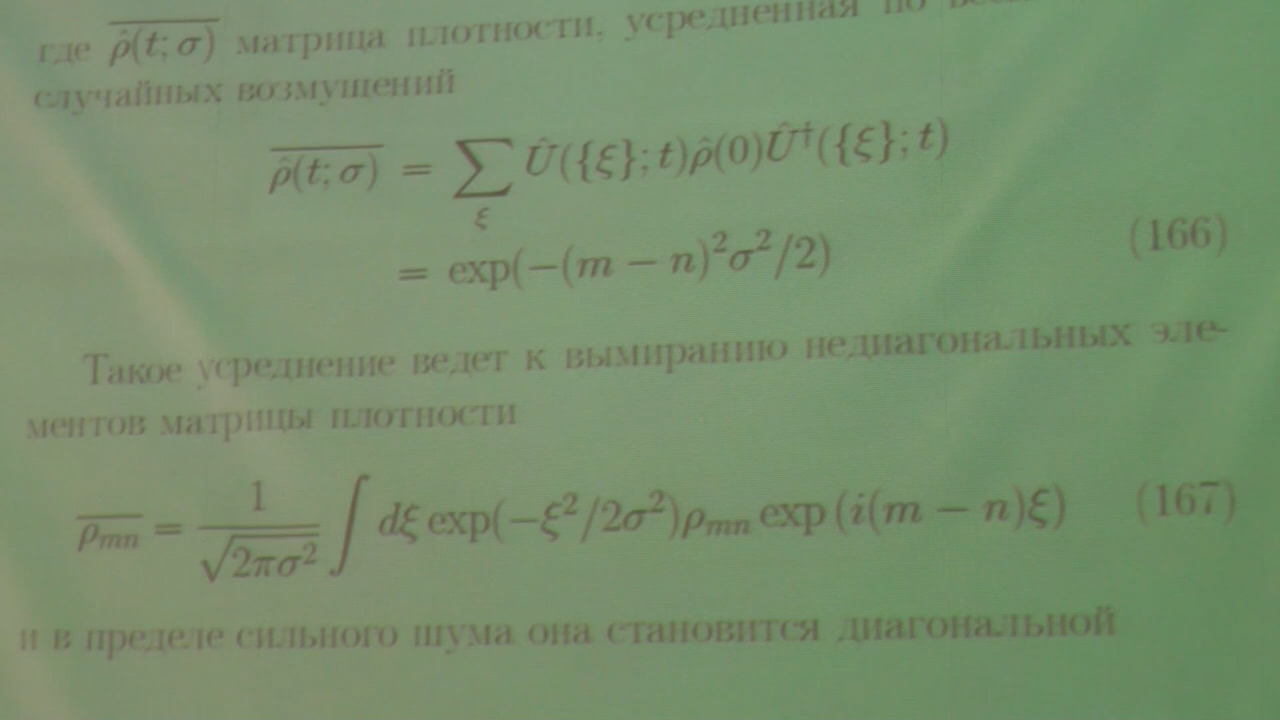 где $\overline{\hat{\rho}(t;\sigma)}$ матрица плотности, усредненная по
случайных возмущений
$\overline{\hat{\rho}(t;\sigma)} = \sum_{\xi} \hat{U}(\{\xi\};t)\hat{\rho}(0)\hat{U}^{\dagger}(\{\xi\};t)$
$= \exp(-(m-n)^2\sigma^2/2)$ (166)
Такое усреднение ведет к вымиранию недиагональных эле-
ментов матрицы плотности
$\overline{\rho_{mn}} = \frac{1}{\sqrt{2\pi\sigma^2}} \int d\xi \exp(-\xi^2/2\sigma^2)\rho_{mn} \exp(i(m-n)\xi)$ (167)
и в пределе сильного шума она становится диагональной